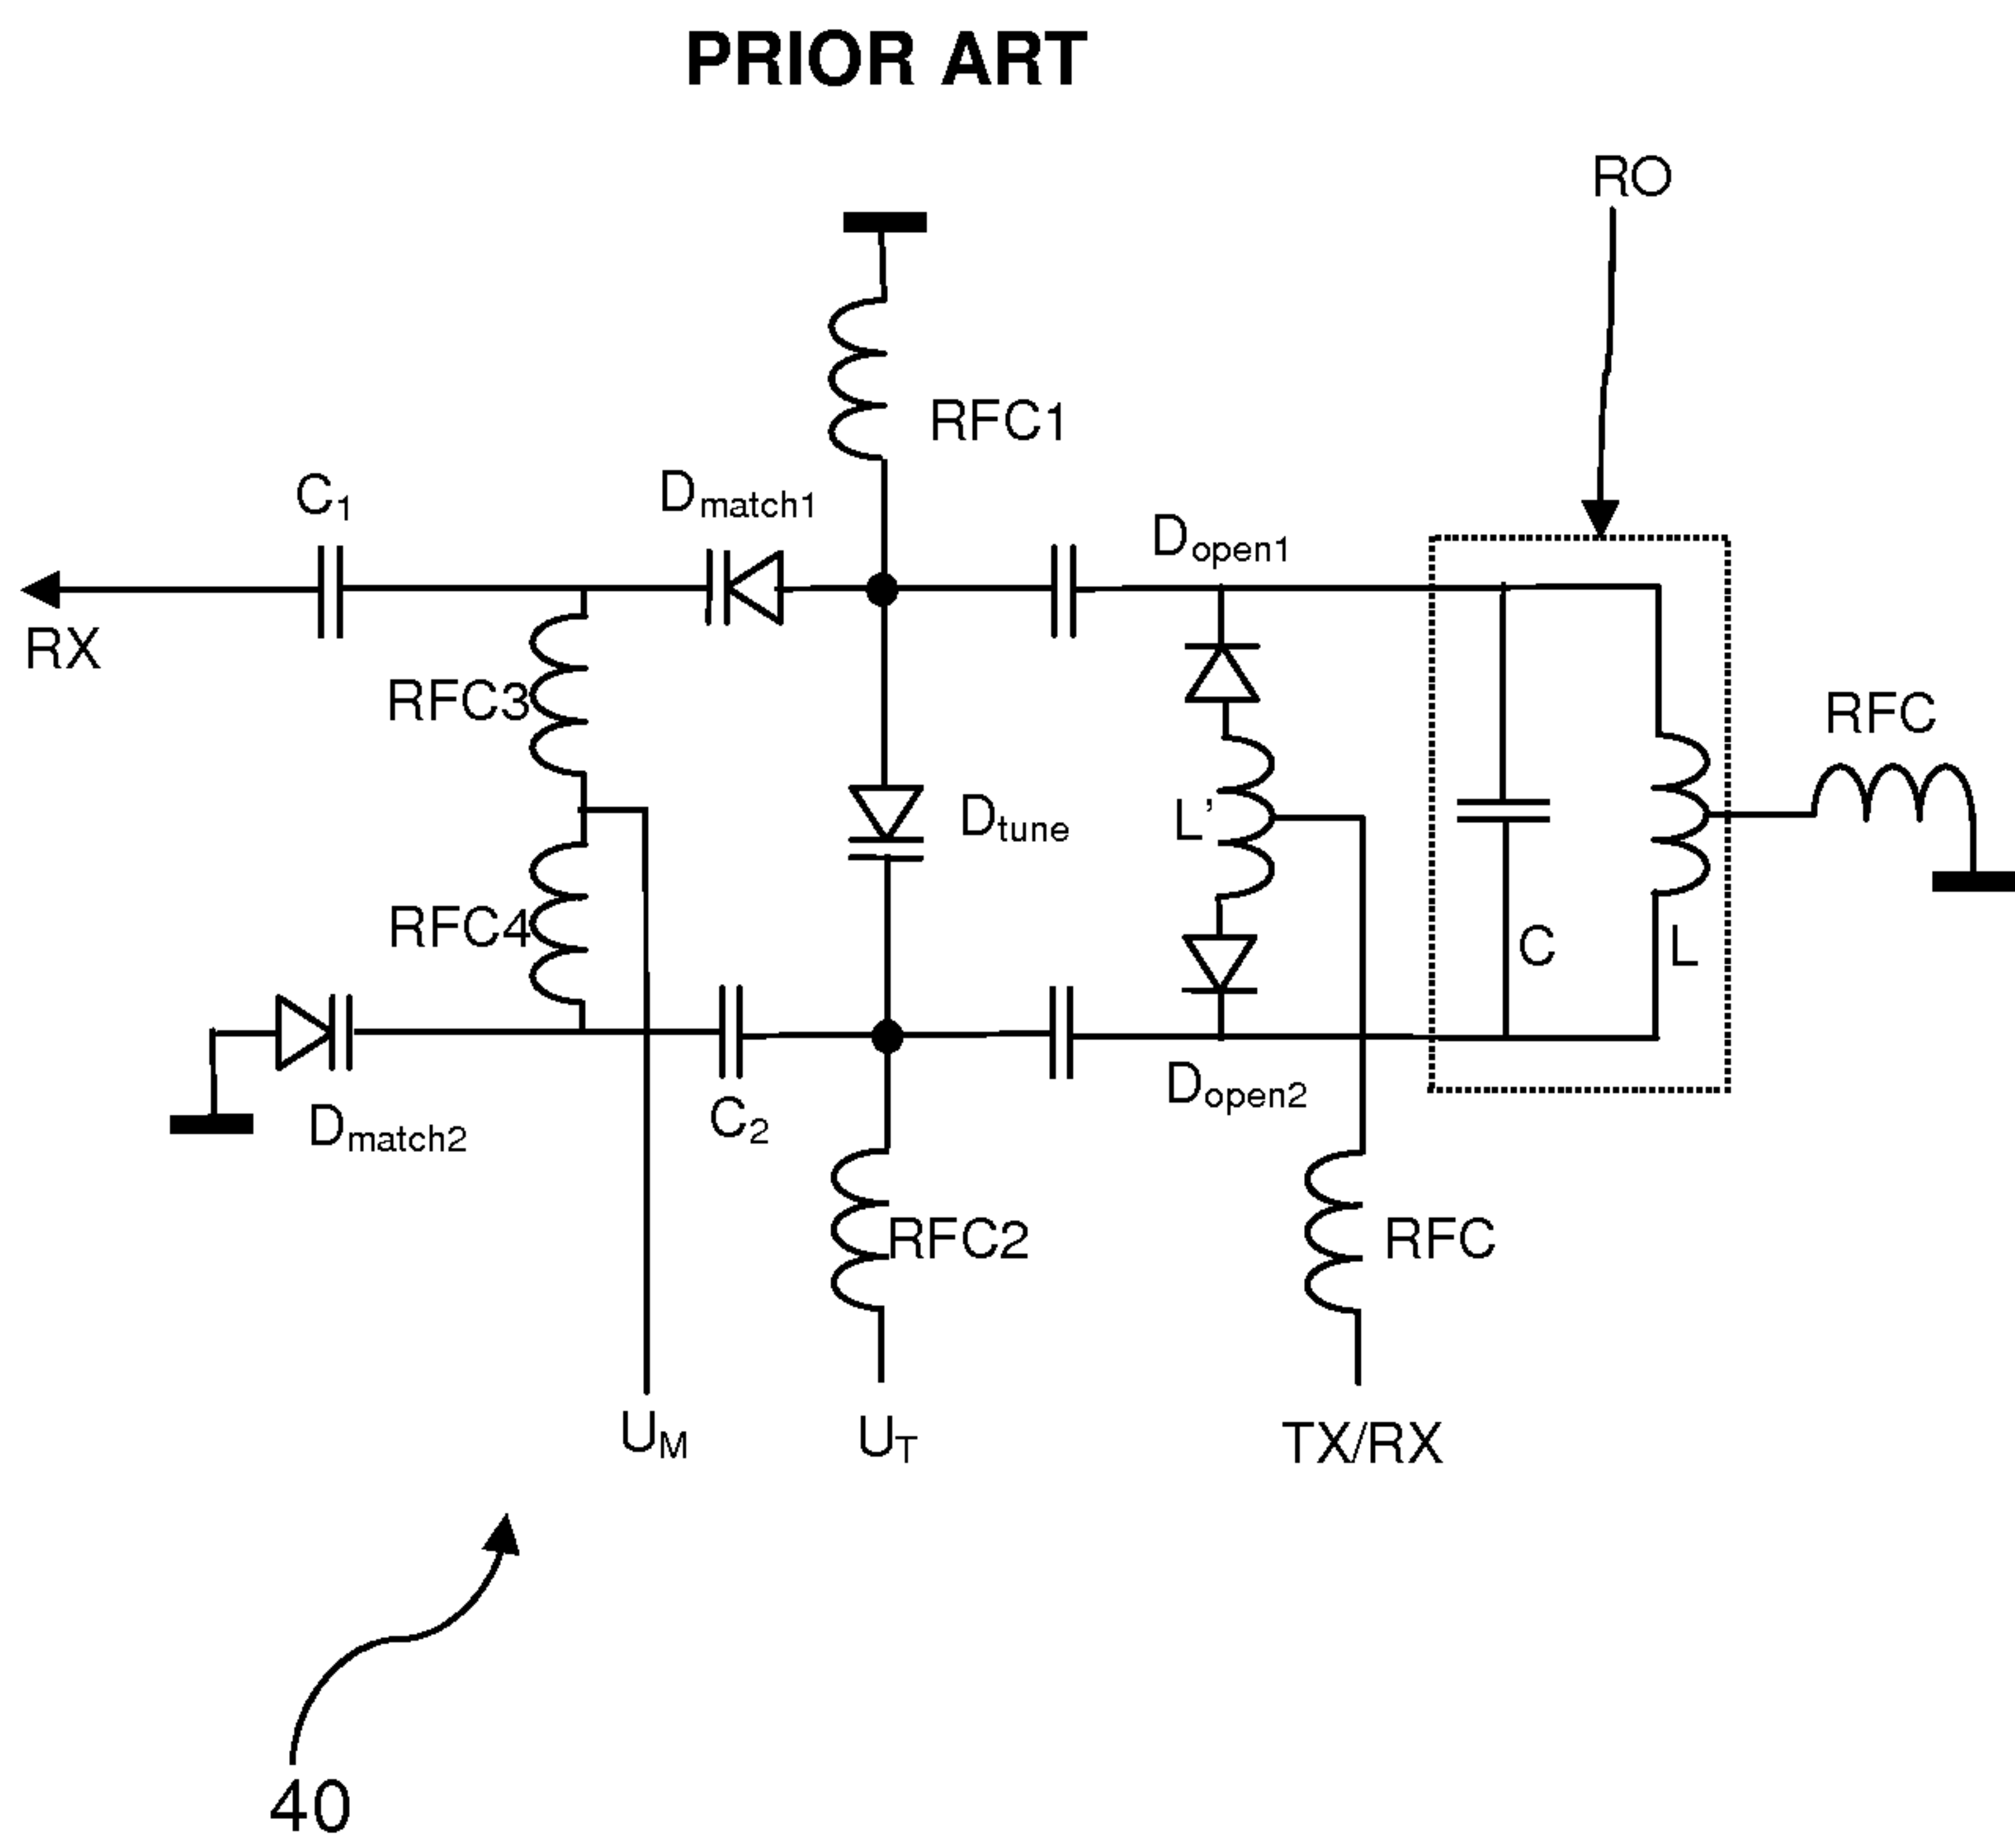 PRIOR ART
RO
RFC1
C1
Dmatch1
Dopen1
RX
RFC3
RFC
Dtune
L'
RFC4
C
L
Dmatch2
C2
Dopen2
RFC2
RFC
UM
UT
TX/RX
40